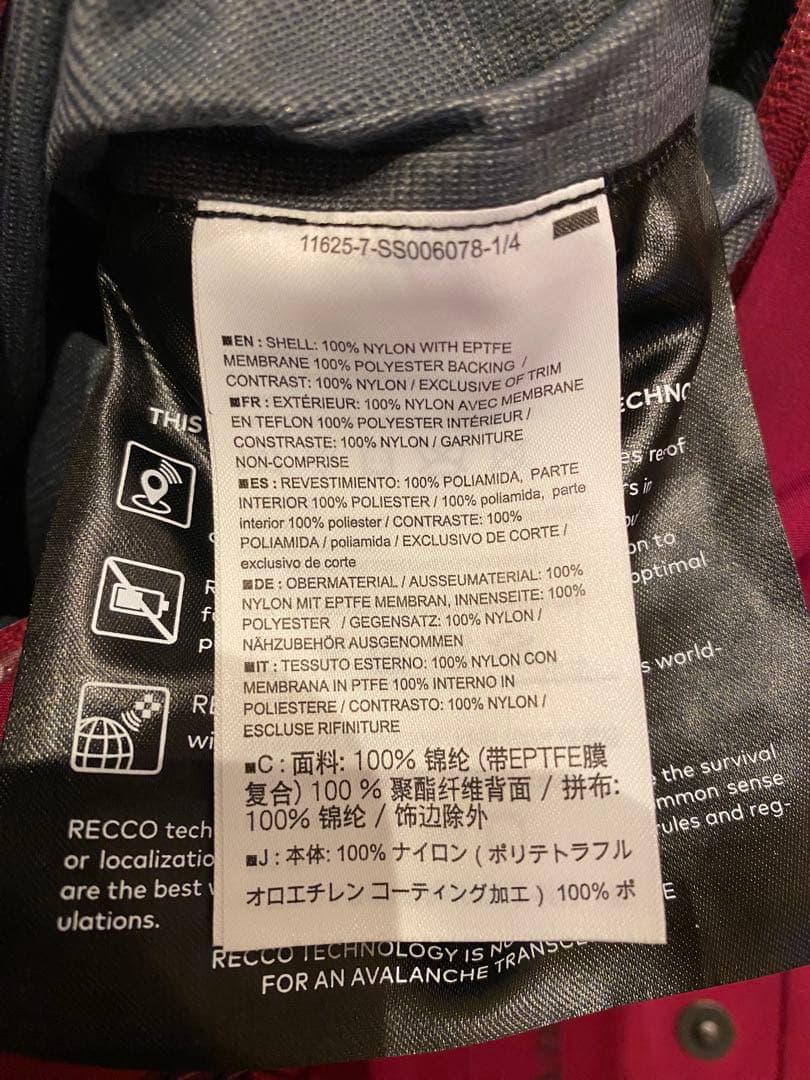 11625-7-SS006078-1/4
EN : SHELL: 100% NYLON WITH EPTFE
MEMBRANE 100% POLYESTER BACKING /
CONTRAST: 100% NYLON / EXCLUSIVE OF TRIM
FR : EXTÉRIEUR: 100% NYLON AVEC MEMBRANE
EN TEFLON 100% POLYESTER INTÉRIEUR /
CONSTRASTE: 100% NYLON / GARNITURE
NON-COMPRISE
ES : REVESTIMIENTO: 100% POLIAMIDA, PARTE
INTERIOR 100% POLIESTER / 100% poliamida, parte
interior 100% poliester / CONTRASTE: 100%
POLIAMIDA / poliamida / EXCLUSIVO DE CORTE /
exclusivo de corte
DE : OBERMATERIAL / AUSSEUMATERIAL: 100%
NYLON MIT EPTFE MEMBRAN, INNENSEITE: 100%
POLYESTER / GEGENSATZ: 100% NYLON /
NÄHZUBEHÖR AUSGENOMMEN
IT : TESSUTO ESTERNO: 100% NYLON CON
MEMBRANA IN PTFE 100% INTERNO IN
POLIESTERE / CONTRASTO: 100% NYLON /
ESCLUSE RIFINITURE
C : 面料: 100% 锦纶 (带EPTFE膜
复合) 100 % 聚酯纤维背面 / 拼布:
100% 锦纶 / 饰边除外
J : 本体: 100% ナイロン ( ポリテトラフル
オロエチレン コーティング加工 ) 100% ポ
THIS
optimal
world-
the survival
common sense
rules and reg-
RECCO tech
or localizatio
are the best
ulations.
RECCO TECHNOLOGY IS
FOR AN AVALANCHE TRANSC